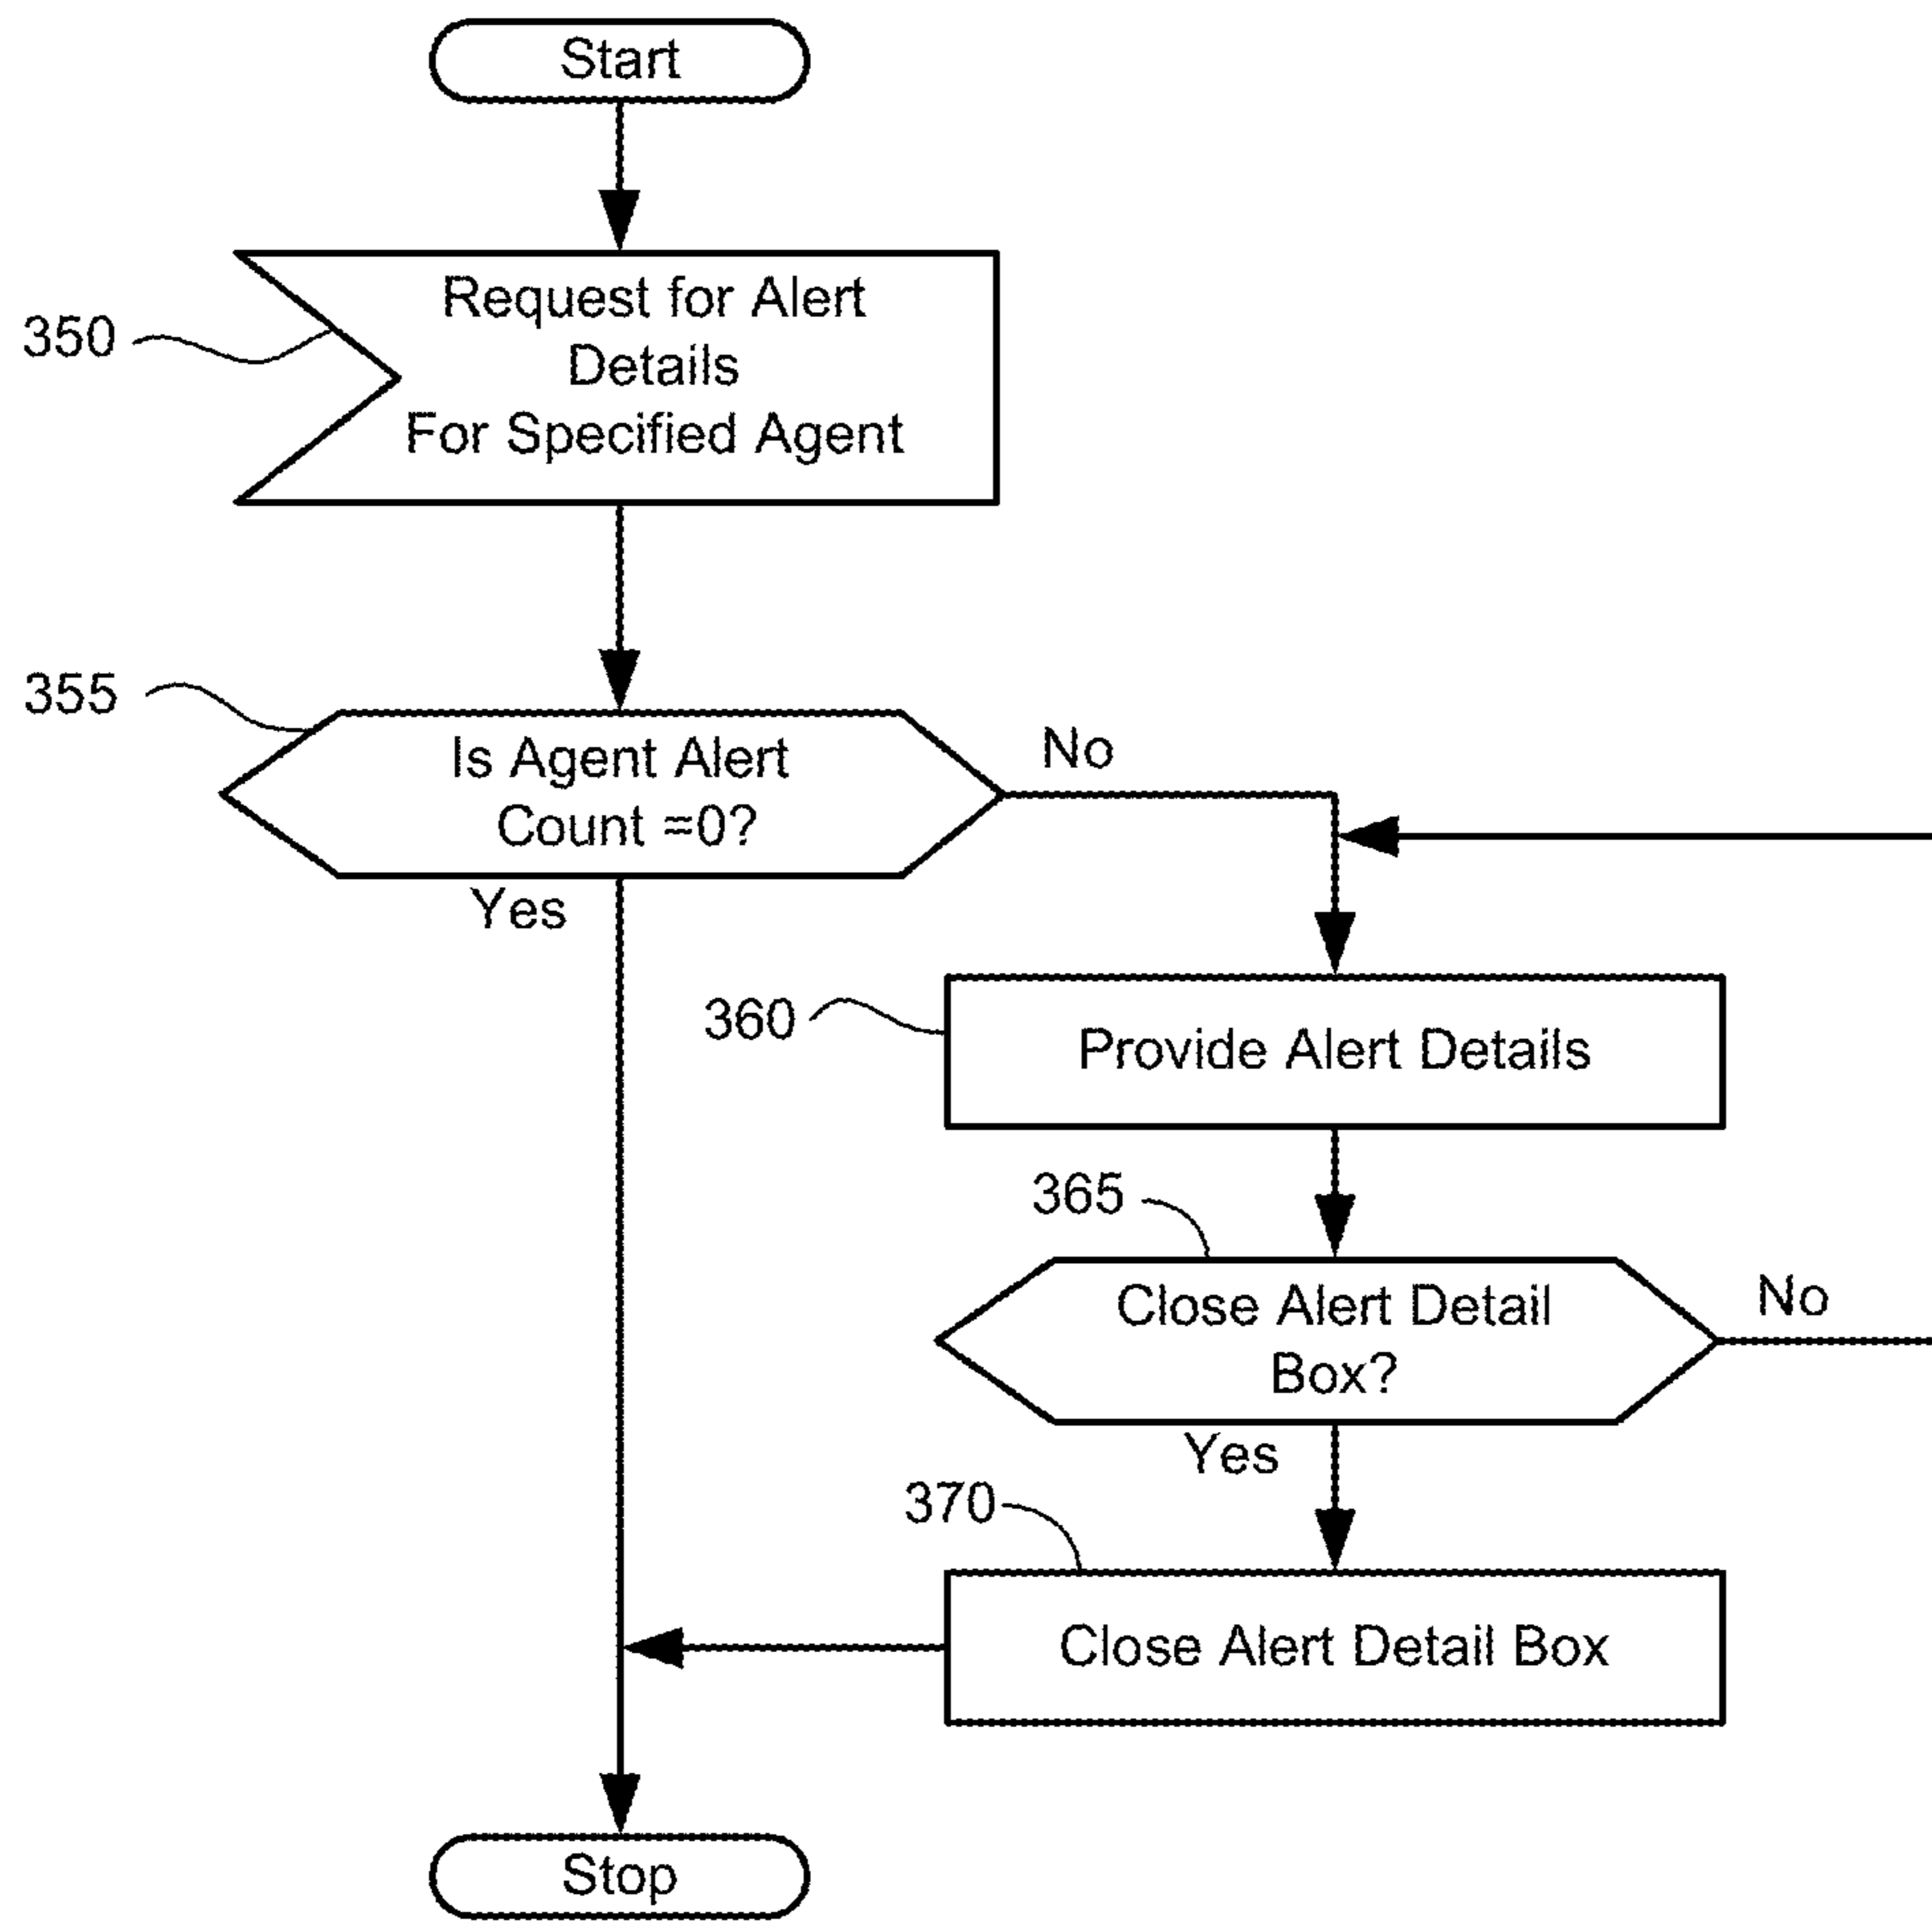 Start
350
Request for Alert
Details
For Specified Agent
355
Is Agent Alert
Count =0?
No
Yes
360
Provide Alert Details
365
Close Alert Detail
Box?
No
Yes
370
Close Alert Detail Box
Stop